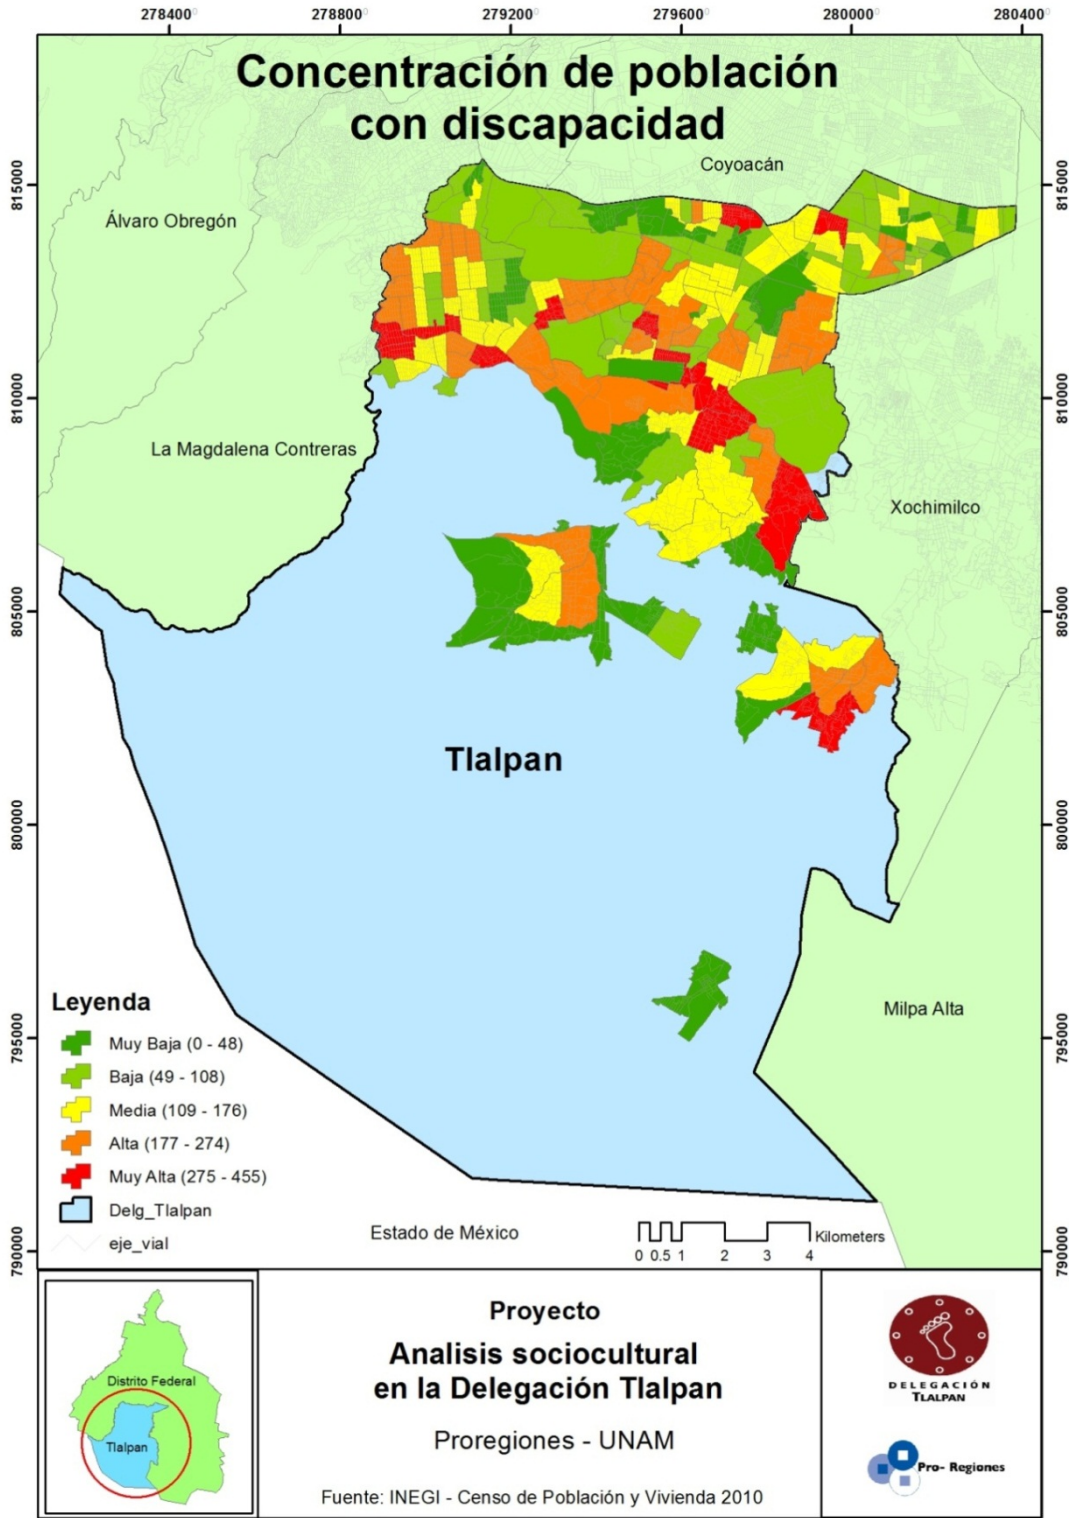 278400 278800 279200 279600 280000 280400
Concentración de población
con discapacidad
Coyoacán
Álvaro Obregón
La Magdalena Contreras
Xochimilco
Tlalpan
Milpa Alta
Estado de México
815000 815000
810000 810000
805000 805000
800000 800000
795000 795000
790000 790000
Leyenda
Muy Baja (0 - 48)
Baja (49 - 108)
Media (109 - 176)
Alta (177 - 274)
Muy Alta (275 - 455)
Delg_Tlalpan
eje_vial
Kilometers
0 0.5 1 2 3 4
Distrito Federal
Tlalpan
Proyecto
Analisis sociocultural
en la Delegación Tlalpan
Proregiones - UNAM
Fuente: INEGI - Censo de Población y Vivienda 2010
DELEGACIÓN
TLALPAN
Pro- Regiones